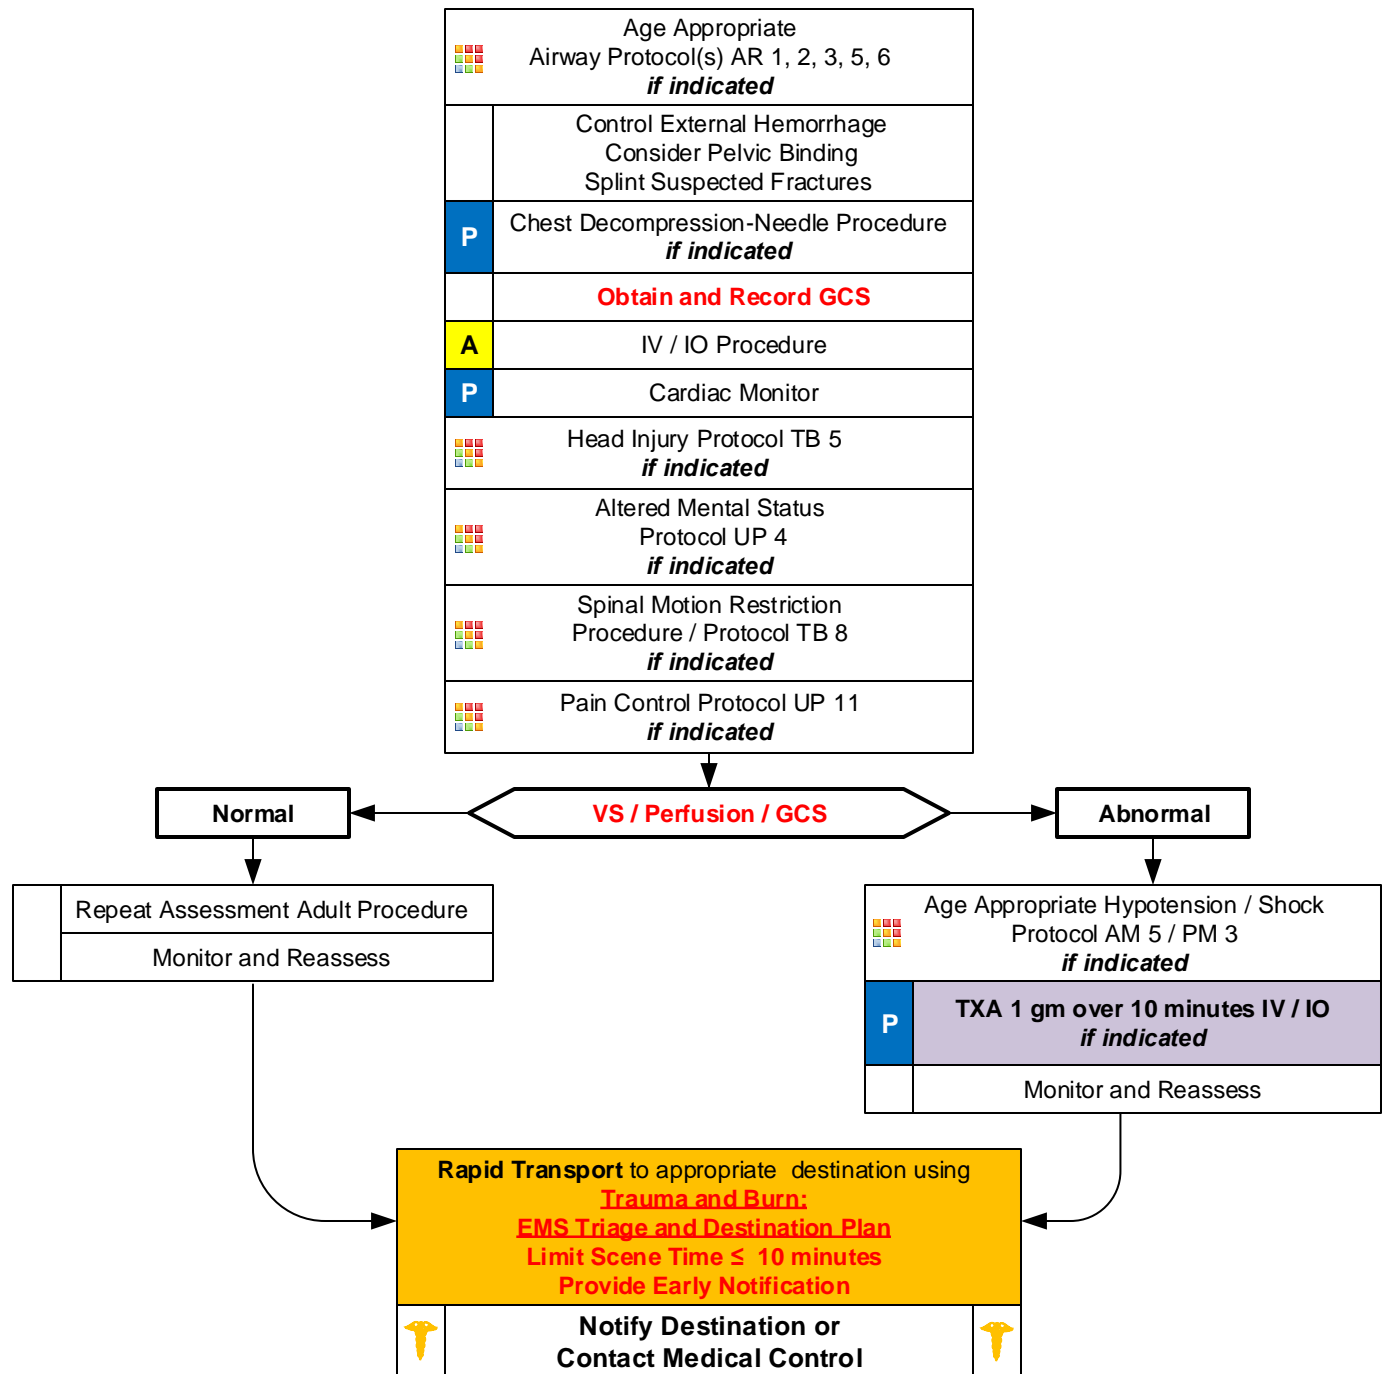 Age Appropriate
Airway Protocol(s) AR 1, 2, 3, 5, 6
if indicated
Control External Hemorrhage
Consider Pelvic Binding
Splint Suspected Fractures
P
Chest Decompression-Needle Procedure
if indicated
Obtain and Record GCS
A
IV / IO Procedure
P
Cardiac Monitor
Head Injury Protocol TB 5
if indicated
Altered Mental Status
Protocol UP 4
if indicated
Spinal Motion Restriction
Procedure / Protocol TB 8
if indicated
Pain Control Protocol UP 11
if indicated
Normal
VS / Perfusion / GCS
Abnormal
Repeat Assessment Adult Procedure
Monitor and Reassess
Age Appropriate Hypotension / Shock
Protocol AM 5 / PM 3
if indicated
P
TXA 1 gm over 10 minutes IV / IO
if indicated
Monitor and Reassess
Rapid Transport to appropriate destination using
Trauma and Burn:
EMS Triage and Destination Plan
Limit Scene Time ≤ 10 minutes
Provide Early Notification
Notify Destination or
Contact Medical Control